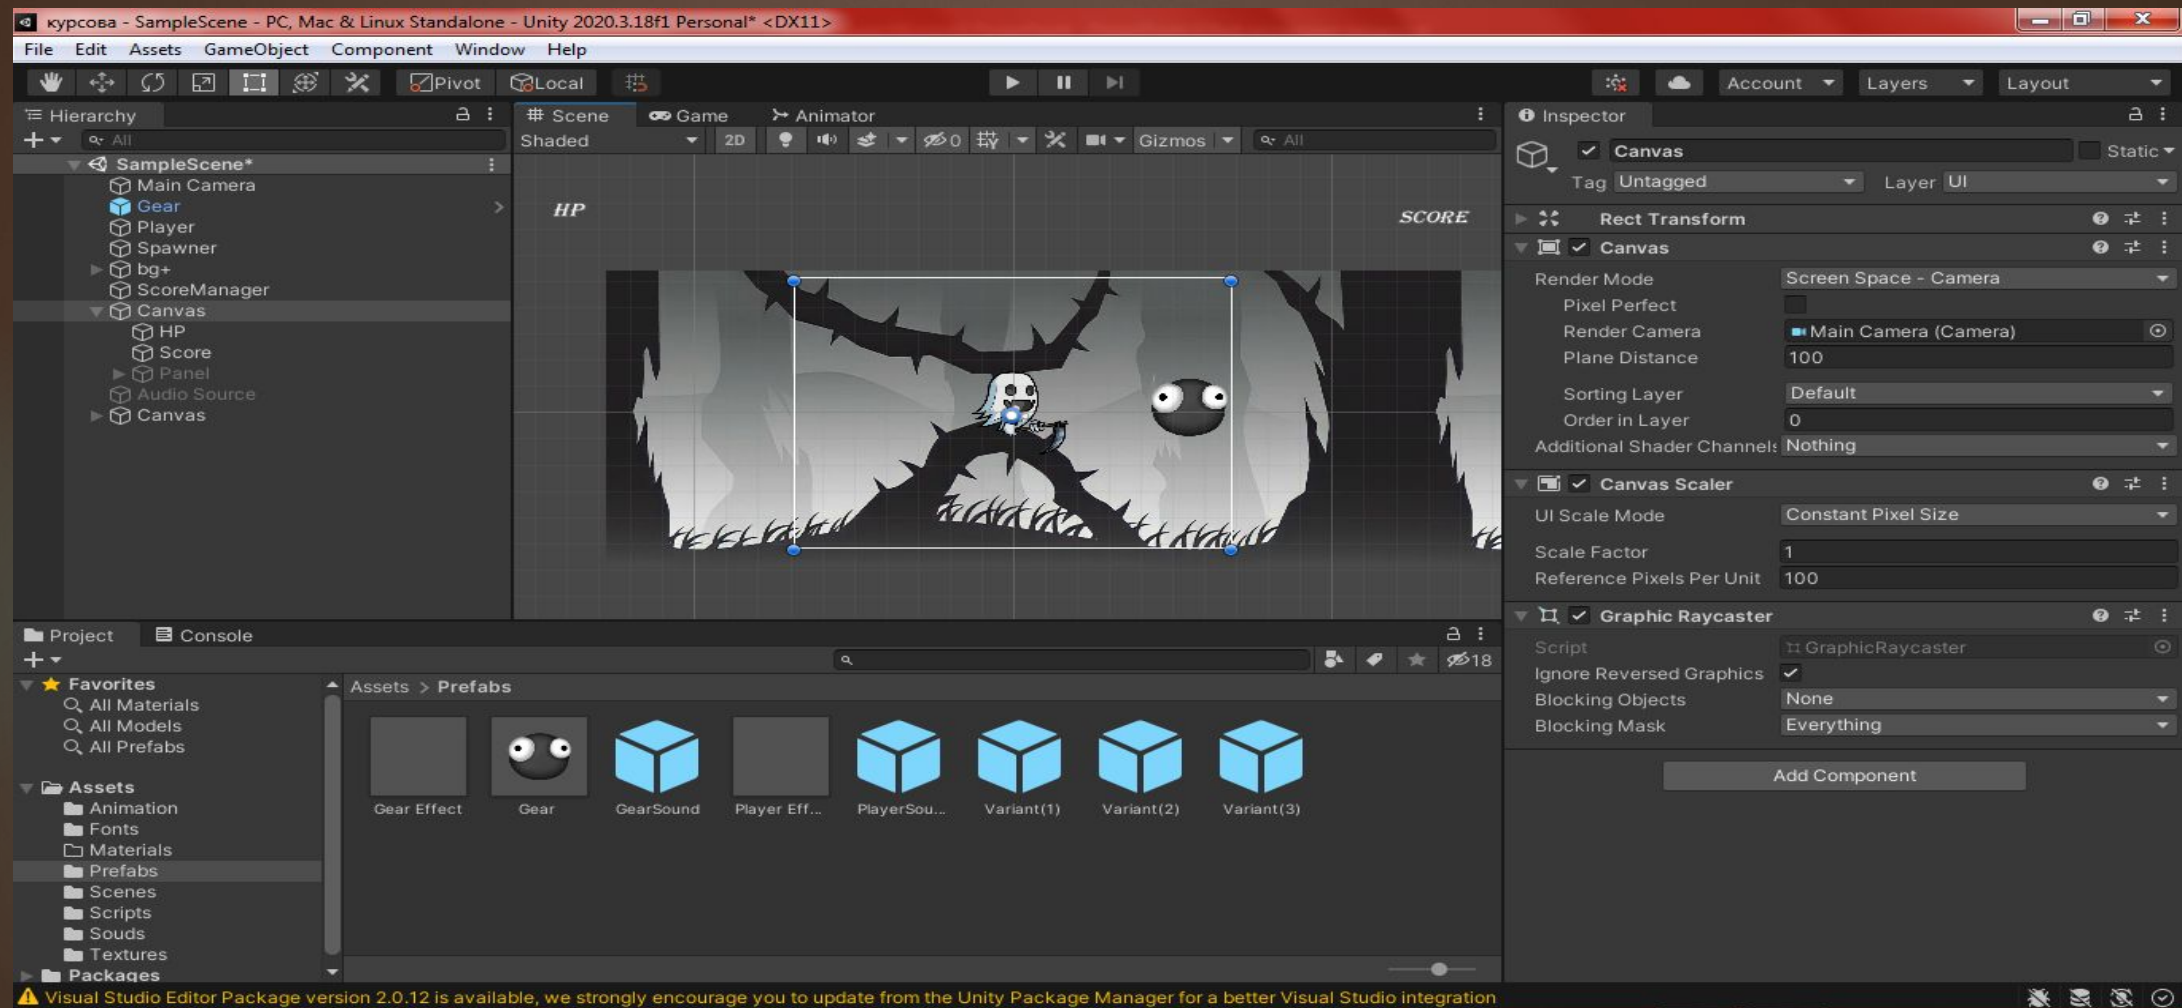 курсова - SampleScene - PC, Mac & Linux Standalone - Unity 2020.3.18f1 Personal* <DX11>
File Edit Assets GameObject Component Window Help
Pivot Local Account Layers Layout
Hierarchy
All
SampleScene*
Main Camera
Gear
Player
Spawner
bg+
ScoreManager
Canvas
HP
Score
Panel
Audio Source
Canvas
# Scene Game Animator
Shaded 2D 0 Gizmos All
HP
SCORE
Inspector
Canvas Static
Tag Untagged Layer UI
Rect Transform
Canvas
Render Mode Screen Space - Camera
Pixel Perfect
Render Camera Main Camera (Camera)
Plane Distance 100
Sorting Layer Default
Order in Layer 0
Additional Shader Channels Nothing
Canvas Scaler
UI Scale Mode Constant Pixel Size
Scale Factor 1
Reference Pixels Per Unit 100
Graphic Raycaster
Script GraphicRaycaster
Ignore Reversed Graphics
Blocking Objects None
Blocking Mask Everything
Add Component
Project Console
18
Favorites
All Materials
All Models
All Prefabs
Assets
Animation
Fonts
Materials
Prefabs
Scenes
Scripts
Souds
Textures
Packages
Assets > Prefabs
Gear Effect Gear GearSound Player Eff... PlayerSou... Variant(1) Variant(2) Variant(3)
Visual Studio Editor Package version 2.0.12 is available, we strongly encourage you to update from the Unity Package Manager for a better Visual Studio integration